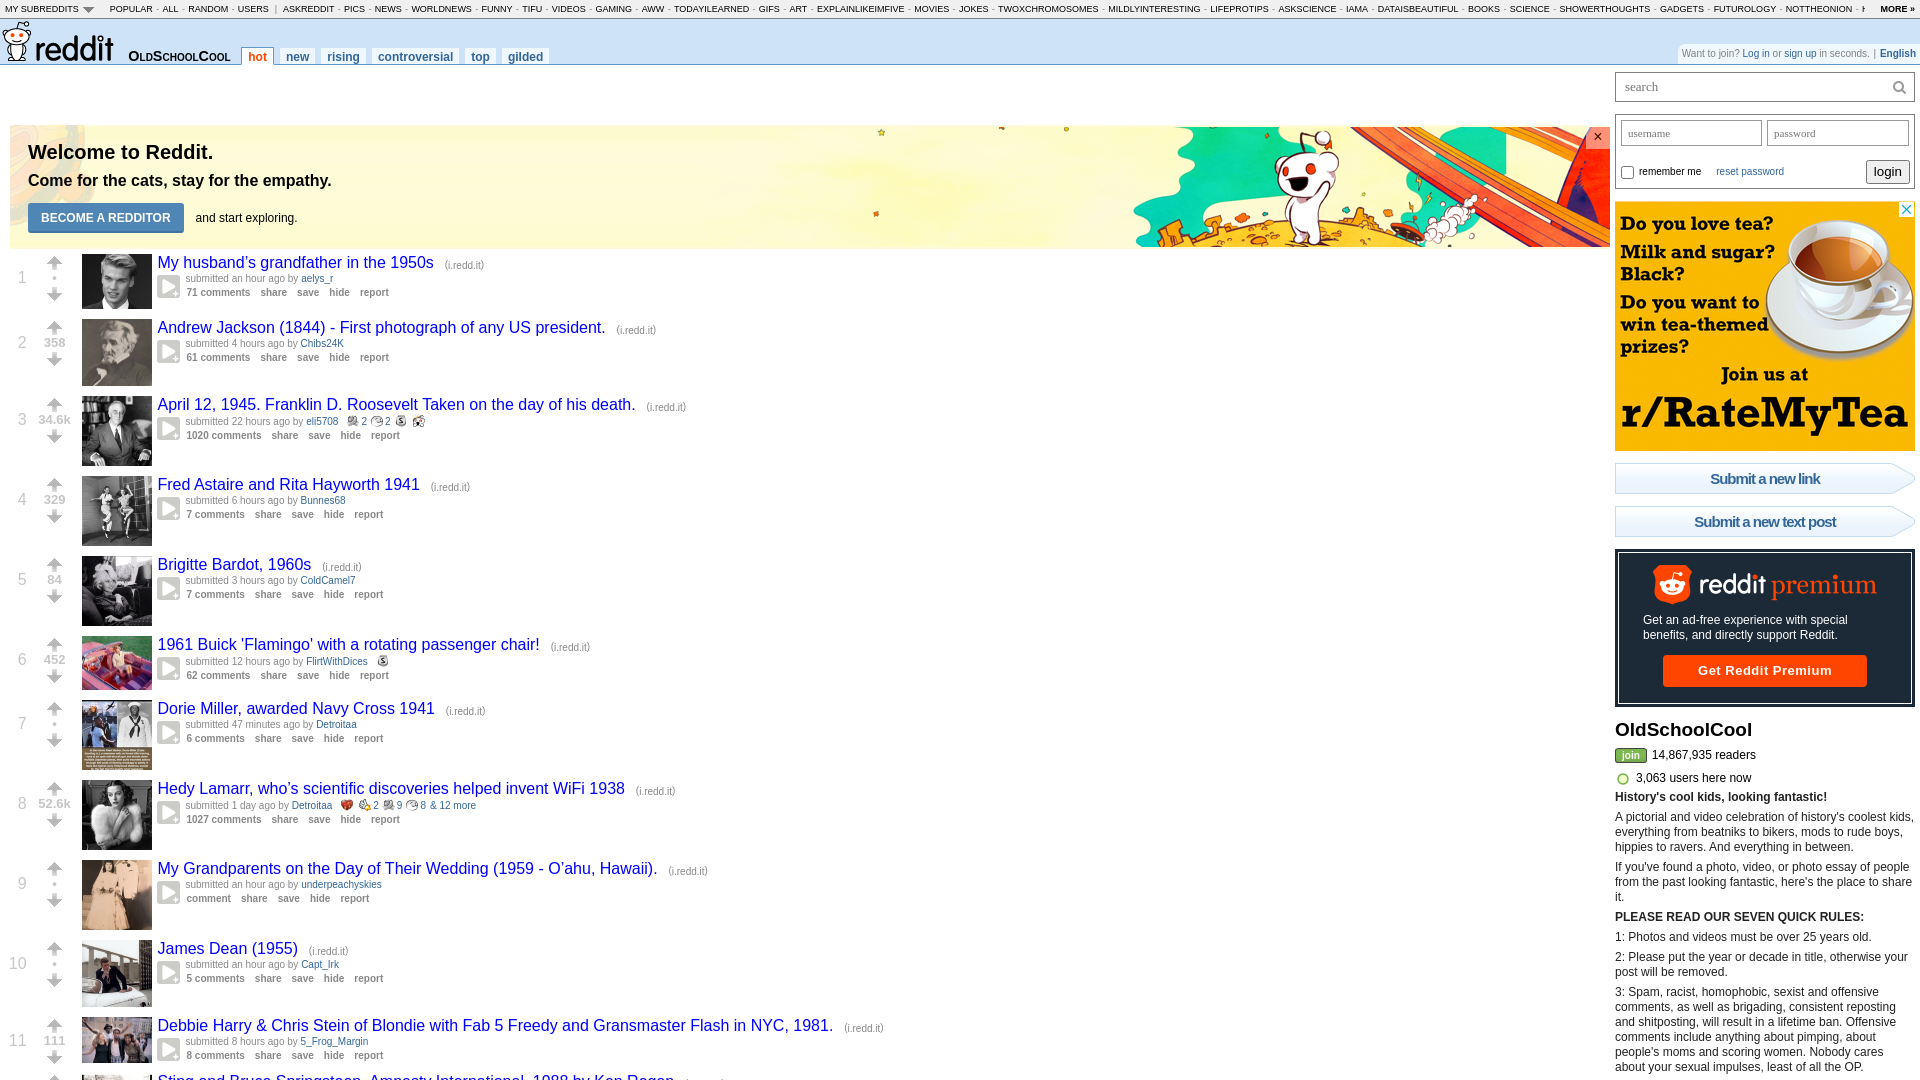 MY SUBREDDITS POPULAR - ALL - RANDOM - USERS | ASKREDDIT - PICS - NEWS - WORLDNEWS - FUNNY - TIFU - VIDEOS - GAMING - AWW - TODAYILEARNED - GIFS - ART - EXPLAINLIKEIMFIVE - MOVIES - JOKES - TWOXCHROMOSOMES - MILDLYINTERESTING - LIFEPROTIPS - ASKSCIENCE - IAMA - DATAISBEAUTIFUL - BOOKS - SCIENCE - SHOWERTHOUGHTS - GADGETS - FUTUROLOGY - NOTTHEONION - MORE »
reddit OLDSCHOOLCOOL hot new rising controversial top gilded
Want to join? Log in or sign up in seconds. | English
search
username password
remember me reset password login
Welcome to Reddit.
Come for the cats, stay for the empathy.
BECOME A REDDITOR and start exploring.
×
1 •
My husband’s grandfather in the 1950s (i.redd.it)
submitted an hour ago by aelys_r
71 comments share save hide report
2 358
Andrew Jackson (1844) - First photograph of any US president. (i.redd.it)
submitted 4 hours ago by Chibs24K
61 comments share save hide report
3 34.6k
April 12, 1945. Franklin D. Roosevelt Taken on the day of his death. (i.redd.it)
submitted 22 hours ago by eli5708 2 2
1020 comments share save hide report
4 329
Fred Astaire and Rita Hayworth 1941 (i.redd.it)
submitted 6 hours ago by Bunnes68
7 comments share save hide report
5 84
Brigitte Bardot, 1960s (i.redd.it)
submitted 3 hours ago by ColdCamel7
7 comments share save hide report
6 452
1961 Buick 'Flamingo' with a rotating passenger chair! (i.redd.it)
submitted 12 hours ago by FlirtWithDices
62 comments share save hide report
7 •
Dorie Miller, awarded Navy Cross 1941 (i.redd.it)
submitted 47 minutes ago by Detroitaa
6 comments share save hide report
8 52.6k
Hedy Lamarr, who’s scientific discoveries helped invent WiFi 1938 (i.redd.it)
submitted 1 day ago by Detroitaa 2 9 8 & 12 more
1027 comments share save hide report
9 •
My Grandparents on the Day of Their Wedding (1959 - O’ahu, Hawaii). (i.redd.it)
submitted an hour ago by underpeachyskies
comment share save hide report
10 •
James Dean (1955) (i.redd.it)
submitted an hour ago by Capt_Irk
5 comments share save hide report
11 111
Debbie Harry & Chris Stein of Blondie with Fab 5 Freedy and Gransmaster Flash in NYC, 1981. (i.redd.it)
submitted 8 hours ago by 5_Frog_Margin
8 comments share save hide report
Sting and Bruce Springsteen, Amnesty International, 1988 by Ken Regan
Do you love tea?
Milk and sugar?
Black?
Do you want to
win tea-themed
prizes?
Join us at
r/RateMyTea
Submit a new link
Submit a new text post
reddit premium
Get an ad-free experience with special
benefits, and directly support Reddit.
Get Reddit Premium
OldSchoolCool
join 14,867,935 readers
3,063 users here now
History's cool kids, looking fantastic!
A pictorial and video celebration of history's coolest kids,
everything from beatniks to bikers, mods to rude boys,
hippies to ravers. And everything in between.
If you've found a photo, video, or photo essay of people
from the past looking fantastic, here's the place to share
it.
PLEASE READ OUR SEVEN QUICK RULES:
1: Photos and videos must be over 25 years old.
2: Please put the year or decade in title, otherwise your
post will be removed.
3: Spam, racist, homophobic, sexist and offensive
comments, as well as brigading, consistent reposting
and shitposting, will result in a lifetime ban. Offensive
comments include anything about pimping, about
people's moms and scoring women. Nobody cares
about your sexual impulses, least of all the OP.